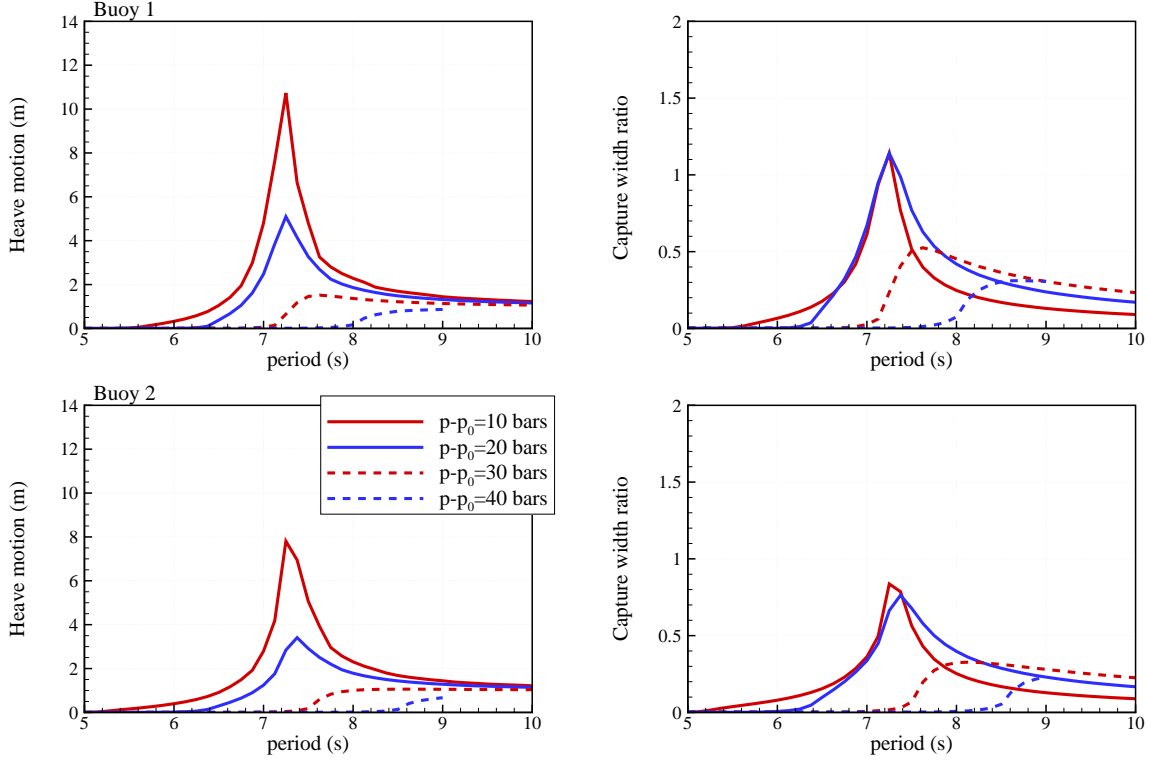 Buoy 1
Heave motion (m)
14
12
10
8
6
4
2
0
5 6 7 8 9 10
period (s)
Capture witdh ratio
2
1.5
1
0.5
0
5 6 7 8 9 10
period (s)
Buoy 2
Heave motion (m)
14
12
10
8
6
4
2
0
5 6 7 8 9 10
period (s)
p-p0=10 bars
p-p0=20 bars
p-p0=30 bars
p-p0=40 bars
Capture width ratio
2
1.5
1
0.5
0
5 6 7 8 9 10
period (s)